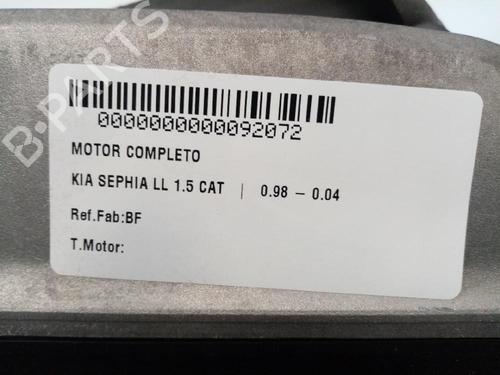 B-PARTS
0000000000092072
MOTOR COMPLETO
KIA SEPHIA LL 1.5 CAT | 0.98 – 0.04
Ref.Fab:BF
T.Motor: